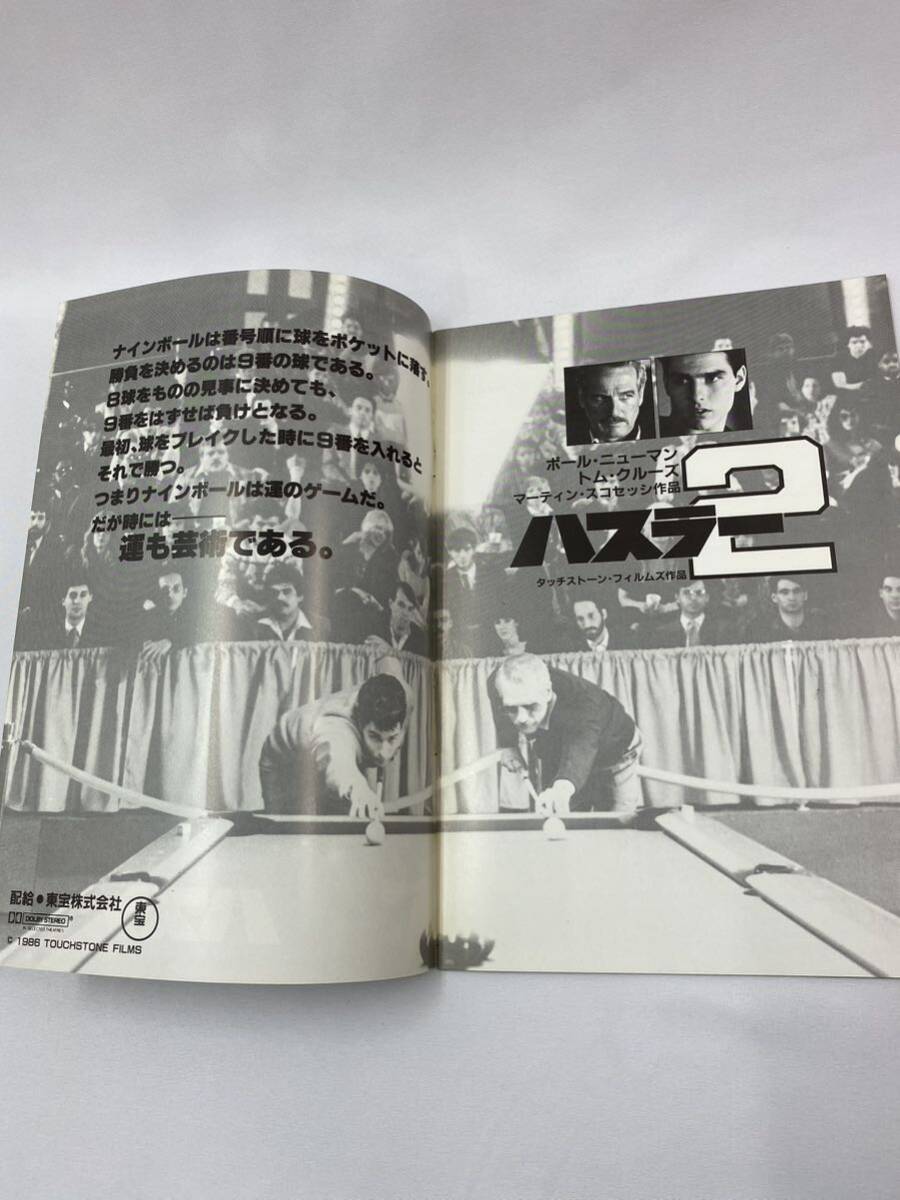 ナインボールは番号順に球をポケットに落す。
勝負を決めるのは9番の球である。
8球をものの見事に決めても、
9番をはずせば負けとなる。
最初、球をブレイクした時に9番を入れると
それで勝つ。
つまりナインボールは運のゲームだ。
だが時には——
運も芸術である。
配給●東宝株式会社
東宝
DOLBY STEREO®
IN SELECTED THEATRES
© 1986 TOUCHSTONE FILMS
ポール・ニューマン
トム・クルーズ
マーティン・スコセッシ作品
ハスラー2
タッチストーン・フィルムズ作品